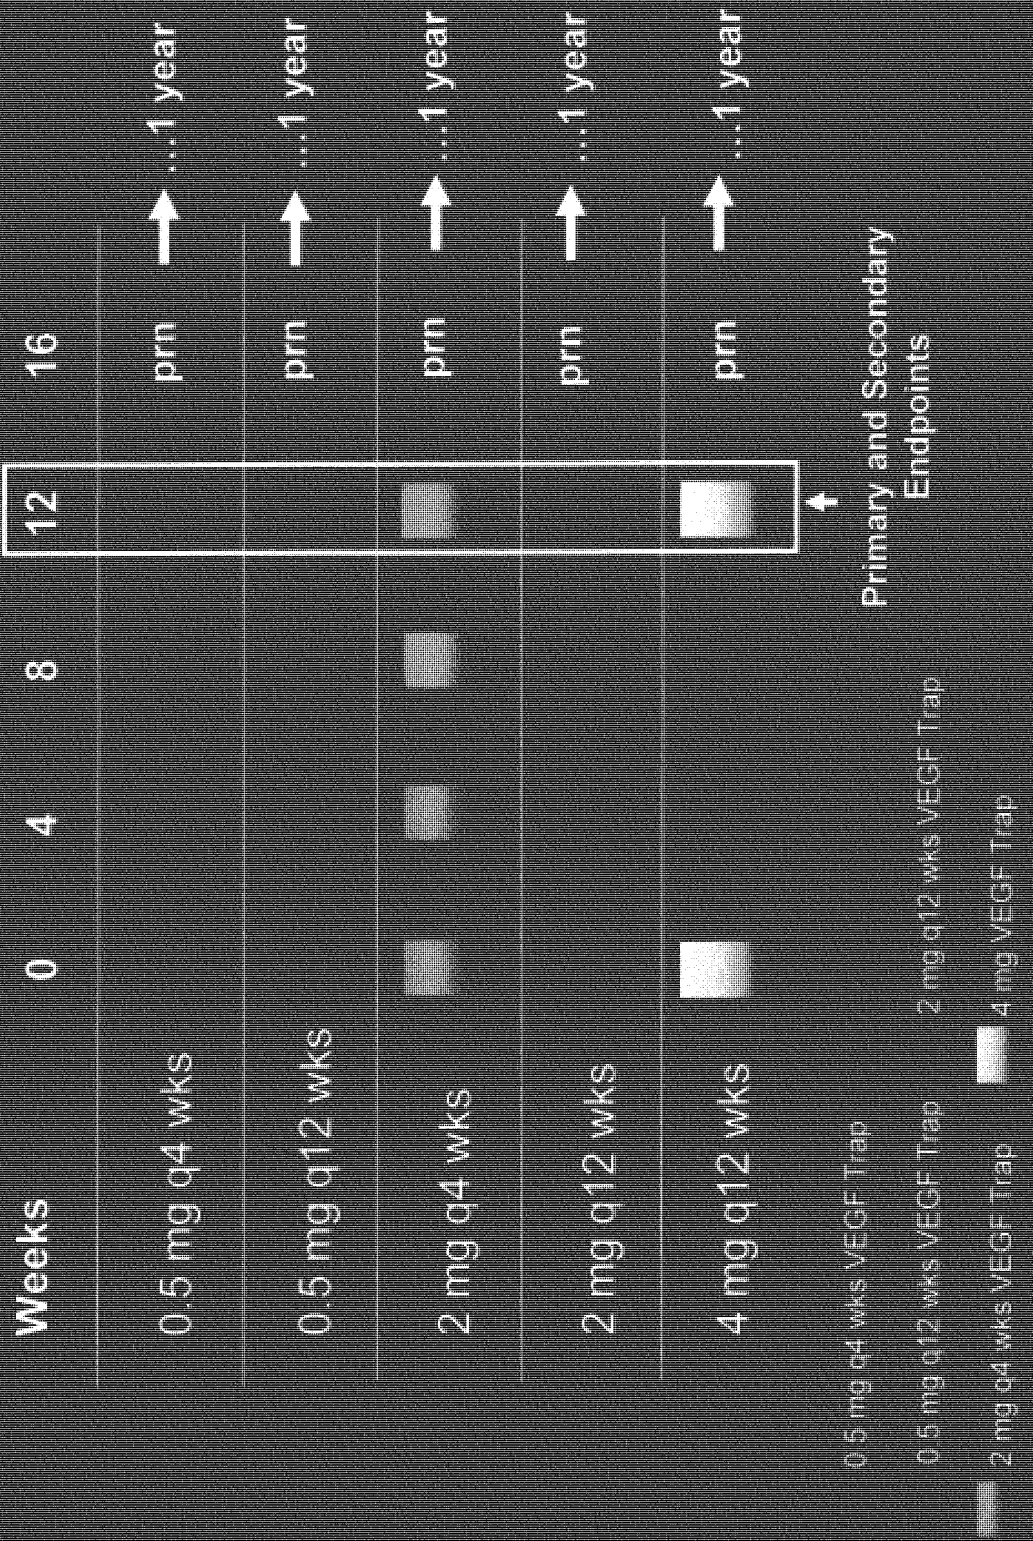 Weeks 0 4 8 12 16
0.5 mg q4 wks prn ...1 year
0.5 mg q12 wks prn ...1 year
2 mg q4 wks prn ...1 year
2 mg q12 wks prn ...1 year
4 mg q12 wks prn ...1 year
Primary and Secondary
Endpoints
0 5 mg q4 wks VEGF Trap
0 5 mg q12 wks VEGF Trap 2 mg q12 wks VEGF Trap
2 mg q4 wks VEGF Trap 4 mg VEGF Trap